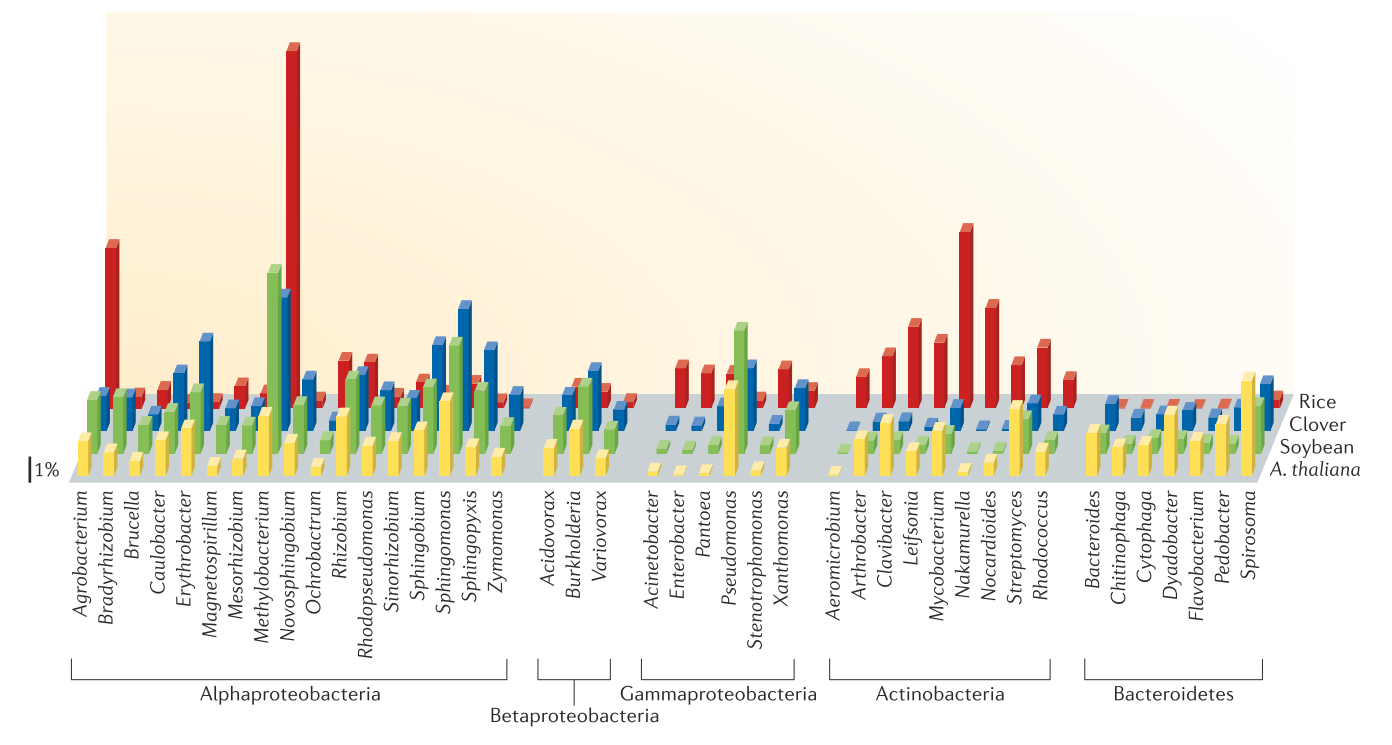 Rice
Clover
Soybean
A. thaliana
1%
Agrobacterium
Bradyrhizobium
Brucella
Caulobacter
Erythrobacter
Magnetospirillum
Mesorhizobium
Methylobacterium
Novosphingobium
Ochrobactrum
Rhizobium
Rhodopseudomonas
Sinorhizobium
Sphingobium
Sphingomonas
Sphingopyxis
Zymomonas
Acidovorax
Burkholderia
Variovorax
Acinetobacter
Enterobacter
Pantoea
Pseudomonas
Stenotrophomonas
Xanthomonas
Aeromicrobium
Arthrobacter
Clavibacter
Leifsonia
Mycobacterium
Nakamurella
Nocardioides
Streptomyces
Rhodococcus
Bacteroides
Chitinophaga
Cytophaga
Dyadobacter
Flavobacterium
Pedobacter
Spirosoma
Alphaproteobacteria
Betaproteobacteria
Gammaproteobacteria
Actinobacteria
Bacteroidetes